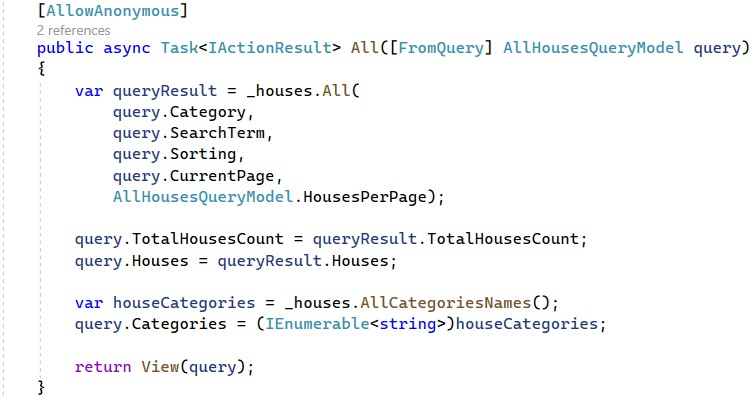 [AllowAnonymous]
2 references
public async Task<IActionResult> All([FromQuery] AllHousesQueryModel query)
{
    var queryResult = _houses.All(
        query.Category,
        query.SearchTerm,
        query.Sorting,
        query.CurrentPage,
        AllHousesQueryModel.HousesPerPage);

    query.TotalHousesCount = queryResult.TotalHousesCount;
    query.Houses = queryResult.Houses;

    var houseCategories = _houses.AllCategoriesNames();
    query.Categories = (IEnumerable<string>)houseCategories;

    return View(query);
}